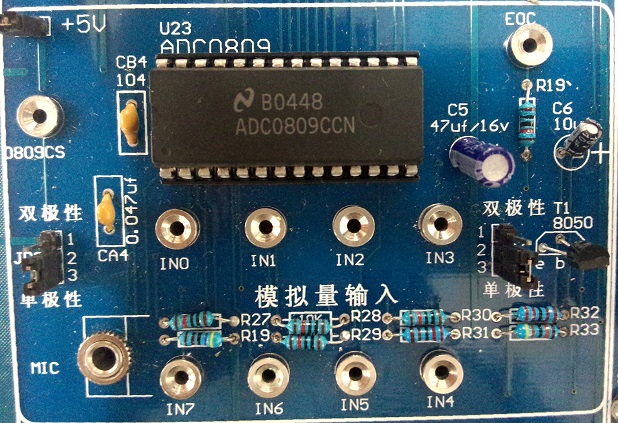 +5V
U23
ADC0809
EOC
CB4
104
B0448
ADC0809CCN
R19
C5
47uf/16v
C6
10u
+
0809CS
0.047uf
CA4
双极性
1
2
3
单极性
IN0
IN1
IN2
IN3
双极性
1
2
3
单极性
T1
8050
e b
模拟量输入
R27
R19
10K
R28
R29
R30
R31
R32
R33
MIC
IN7
IN6
IN5
IN4